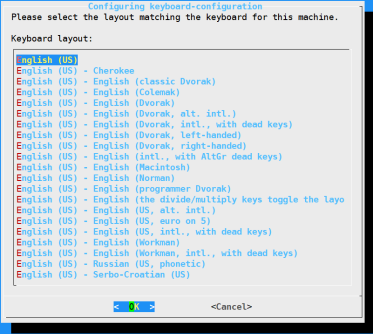 Configuring keyboard-configuration
Please select the layout matching the keyboard for this machine.
Keyboard layout:
English (US)
English (US) - Cherokee
English (US) - English (classic Dvorak)
English (US) - English (Colemak)
English (US) - English (Dvorak)
English (US) - English (Dvorak, alt. intl.)
English (US) - English (Dvorak, intl., with dead keys)
English (US) - English (Dvorak, left-handed)
English (US) - English (Dvorak, right-handed)
English (US) - English (intl., with AltGr dead keys)
English (US) - English (Macintosh)
English (US) - English (Norman)
English (US) - English (programmer Dvorak)
English (US) - English (the divide/multiply keys toggle the layo
English (US) - English (US, alt. intl.)
English (US) - English (US, euro on 5)
English (US) - English (US, intl., with dead keys)
English (US) - English (Workman)
English (US) - English (Workman, intl., with dead keys)
English (US) - Russian (US, phonetic)
English (US) - Serbo-Croatian (US)
< OK > <Cancel>